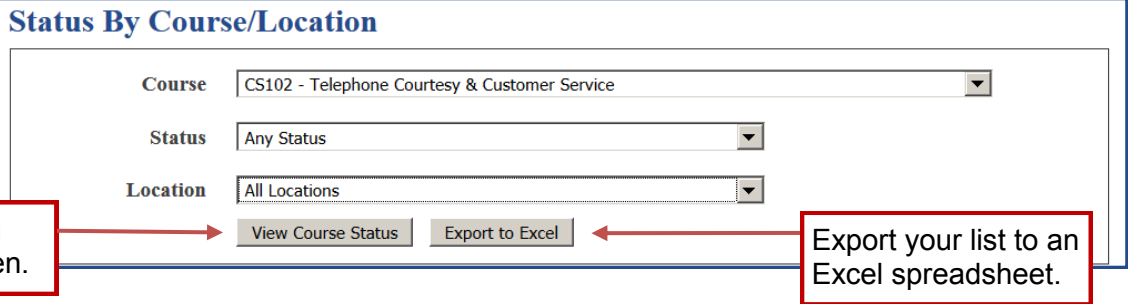 Status By Course/Location
Course CS102 - Telephone Courtesy & Customer Service
Status Any Status
Location All Locations
View Course Status Export to Excel
en.
Export your list to an
Excel spreadsheet.